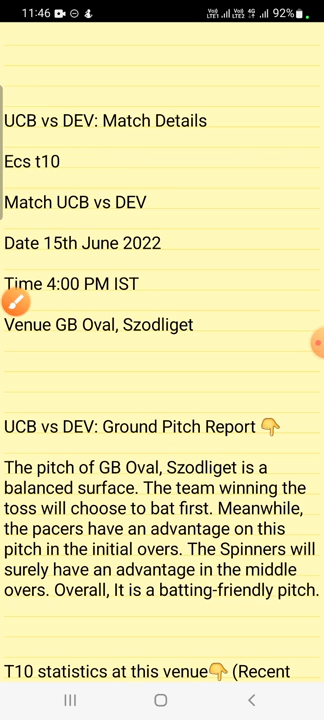 11:46 92%
UCB vs DEV: Match Details
Ecs t10
Match UCB vs DEV
Date 15th June 2022
Time 4:00 PM IST
Venue GB Oval, Szodliget
UCB vs DEV: Ground Pitch Report 👇
The pitch of GB Oval, Szodliget is a
balanced surface. The team winning the
toss will choose to bat first. Meanwhile,
the pacers have an advantage on this
pitch in the initial overs. The Spinners will
surely have an advantage in the middle
overs. Overall, It is a batting-friendly pitch.
T10 statistics at this venue👇 (Recent